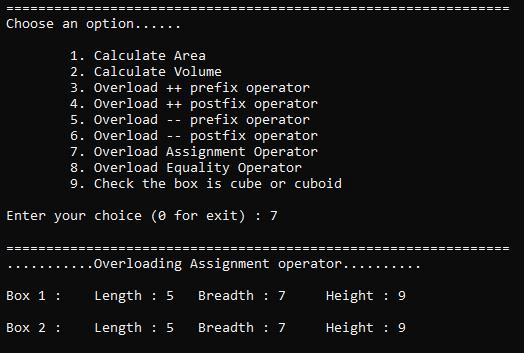 ===============================================================
Choose an option......
1. Calculate Area
2. Calculate Volume
3. Overload ++ prefix operator
4. Overload ++ postfix operator
5. Overload -- prefix operator
6. Overload -- postfix operator
7. Overload Assignment Operator
8. Overload Equality Operator
9. Check the box is cube or cuboid
Enter your choice (0 for exit) : 7
===============================================================
...........Overloading Assignment operator..........
Box 1 :    Length : 5   Breadth : 7     Height : 9
Box 2 :    Length : 5   Breadth : 7     Height : 9